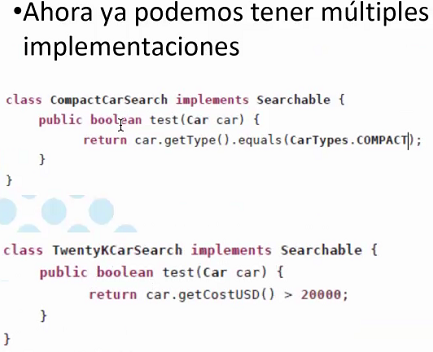 •Ahora ya podemos tener múltiples
implementaciones
class CompactCarSearch implements Searchable {
public boolean test(Car car) {
return car.getType().equals(CarTypes.COMPACT);
}
}
class TwentyKCarSearch implements Searchable {
public boolean test(Car car) {
return car.getCostUSD() > 20000;
}
}